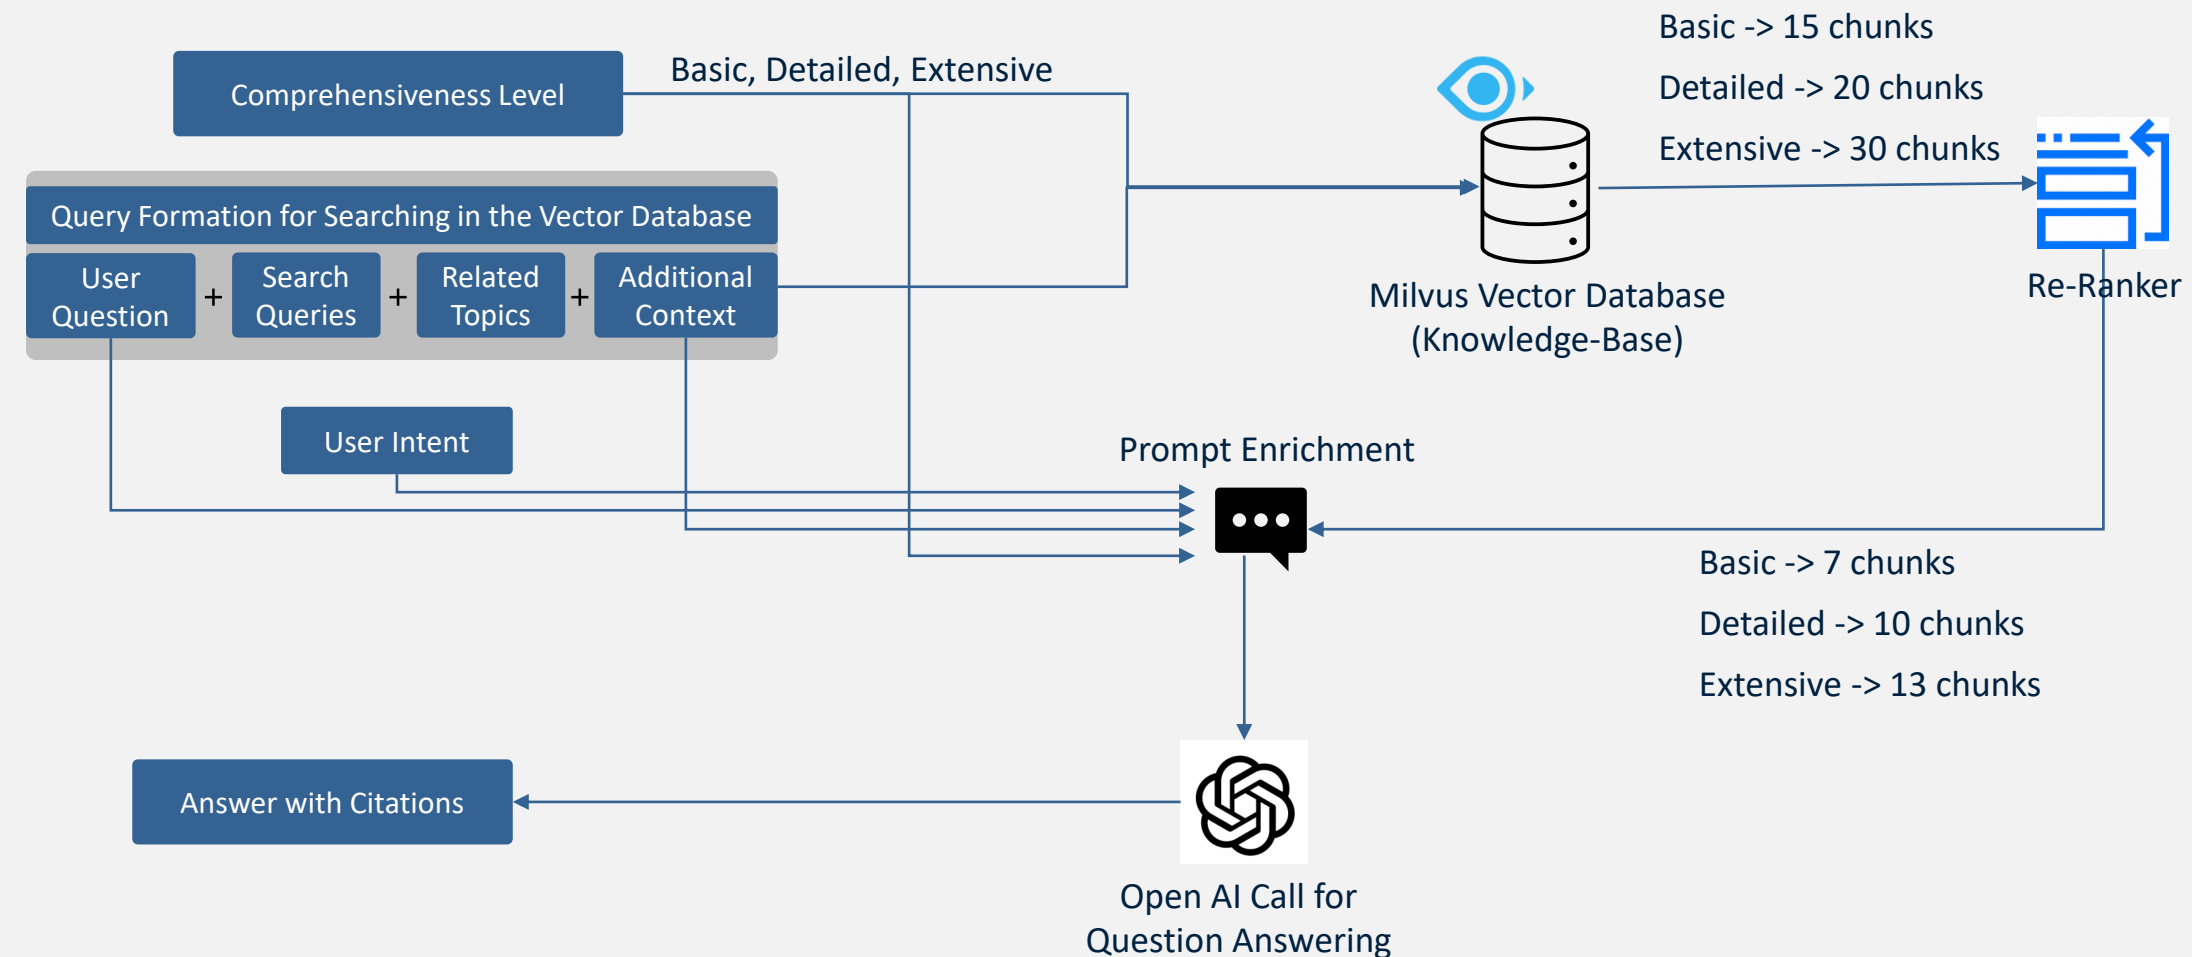 Comprehensiveness Level
Basic, Detailed, Extensive
Basic -> 15 chunks
Detailed -> 20 chunks
Extensive -> 30 chunks
Query Formation for Searching in the Vector Database
User
Question
+
Search
Queries
+
Related
Topics
+
Additional
Context
Milvus Vector Database
(Knowledge-Base)
Re-Ranker
User Intent
Prompt Enrichment
Basic -> 7 chunks
Detailed -> 10 chunks
Extensive -> 13 chunks
Answer with Citations
Open AI Call for
Question Answering